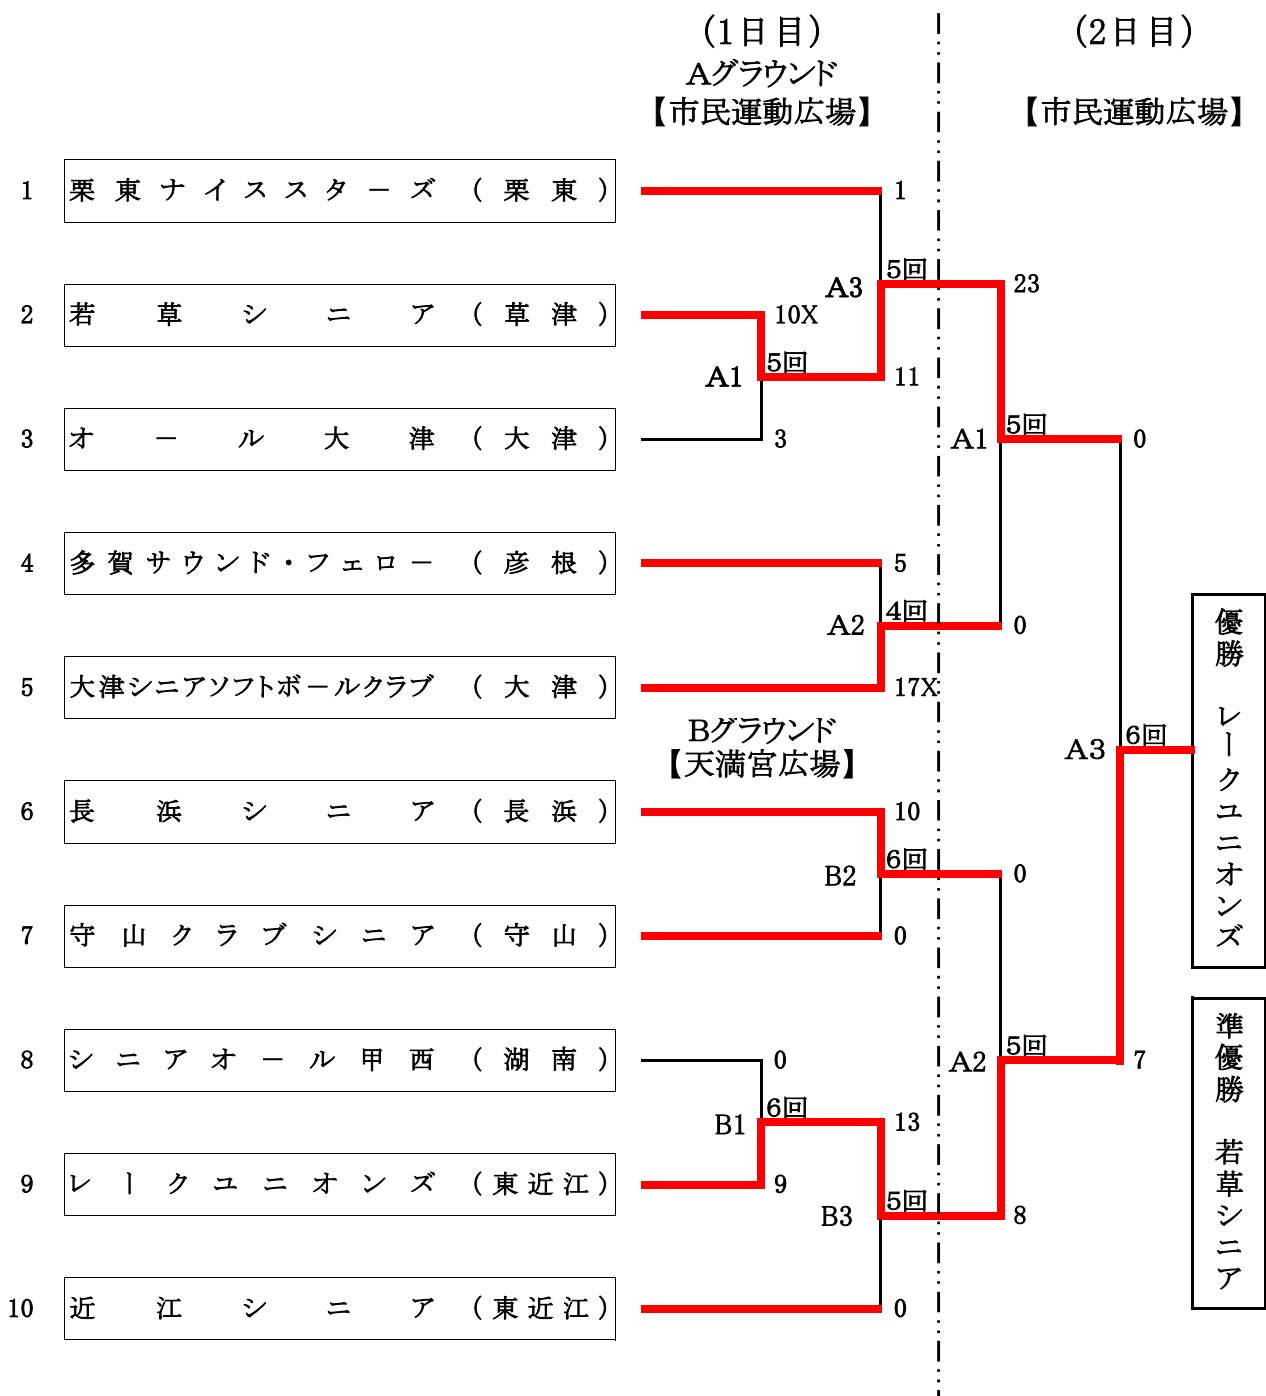 (1日目)
(2日目)
Aグラウンド
【市民運動広場】
【市民運動広場】
1 栗東ナイススターズ (栗東) 1
5回
A3 23
2 若草シニア (草津) 10X
5回
A1 11
3 オール大津 (大津) 3
5回
A1 0
4 多賀サウンド・フェロー (彦根) 5
4回
A2 0
5 大津シニアソフトボールクラブ (大津) 17X
Bグラウンド
【天満宮広場】
6回
A3
6 長浜シニア (長浜) 10
6回
B2 0
7 守山クラブシニア (守山) 0
8 シニアオール甲西 (湖南) 0
5回
A2 7
6回
B1 13
9 レークユニオンズ (東近江) 9
5回
B3 8
10 近江シニア (東近江) 0
優勝 レークユニオンズ
準優勝 若草シニア